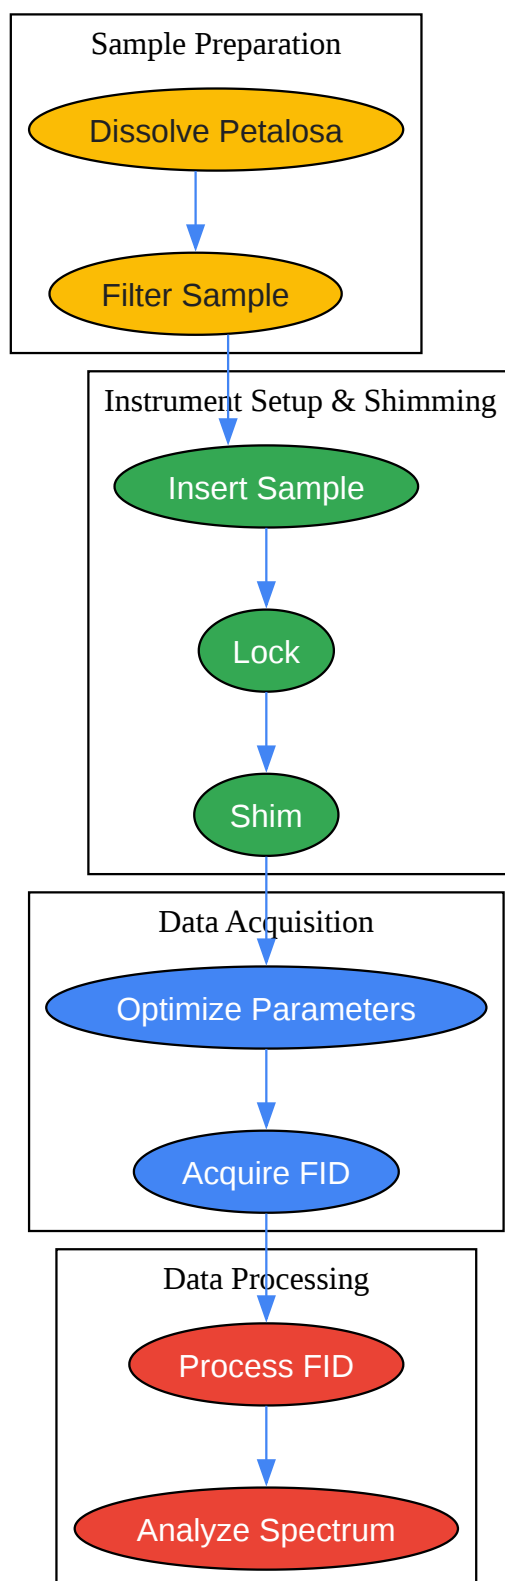 Sample Preparation
Dissolve Petalosa
Filter Sample
Instrument Setup & Shimming
Insert Sample
Lock
Shim
Data Acquisition
Optimize Parameters
Acquire FID
Data Processing
Process FID
Analyze Spectrum